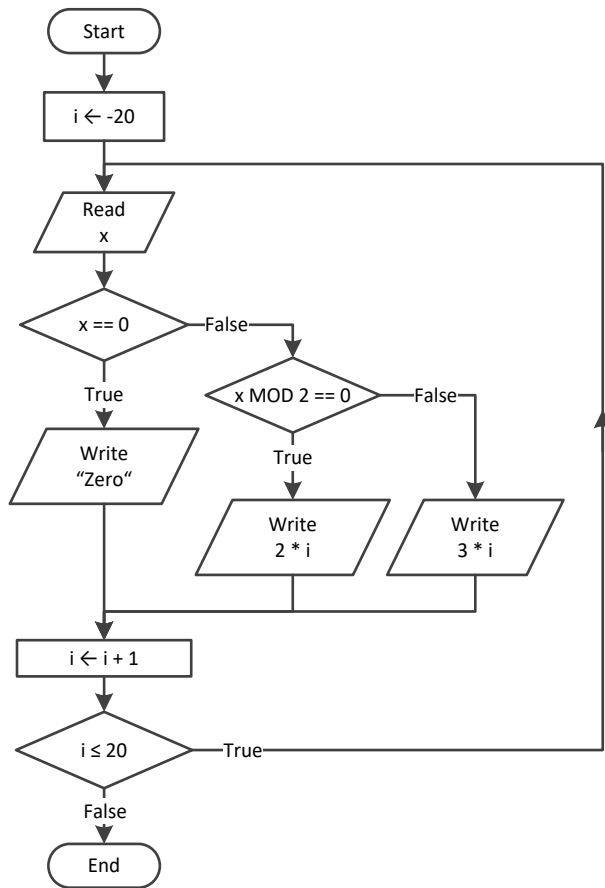 Start
i ← -20
Read
x
x == 0
False
True
x MOD 2 == 0
False
True
Write
“Zero“
Write
2 * i
Write
3 * i
i ← i + 1
i ≤ 20
True
False
End